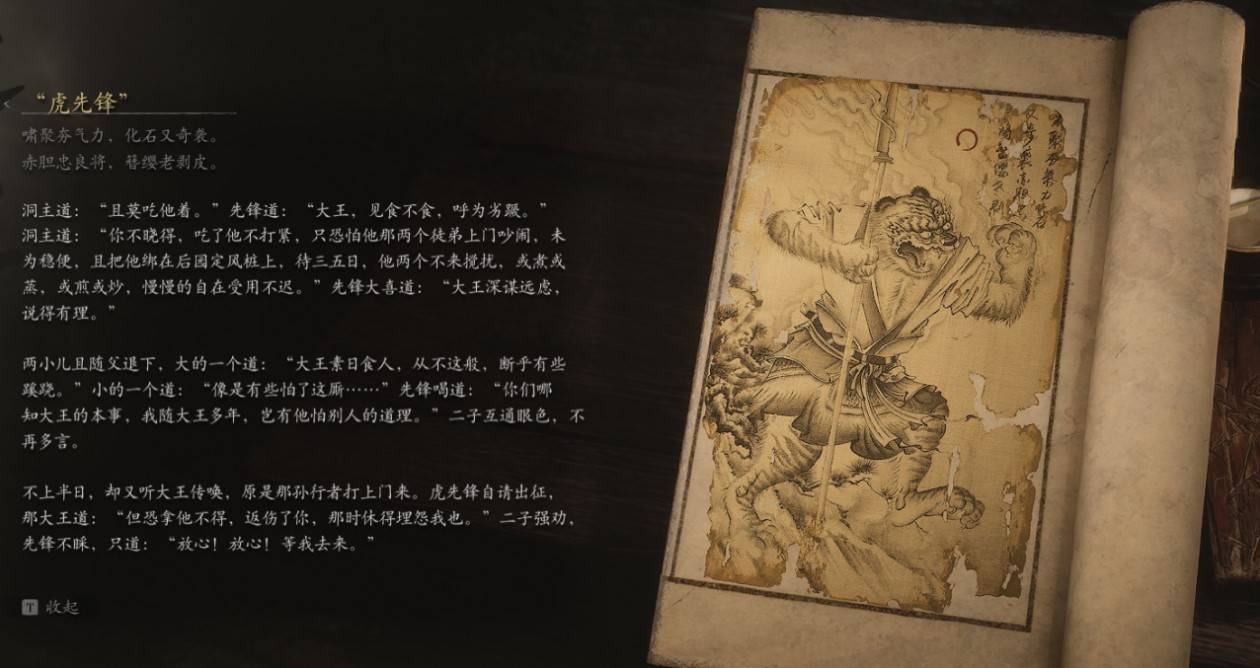 “虎先锋”
啸聚夯气力，化石又奇袭。
赤胆忠良将，簪缨老剥皮。
洞主道：“且莫吃他着。”先锋道：“大王，见食不食，呼为劣蹶。”
洞主道：“你不晓得，吃了他不打紧，只恐怕他那两个徒弟上门吵闹，未
为稳便，且把他绑在后园定风桩上，待三五日，他两个不来搅扰，或煮或
蒸，或煎或炒，慢慢的自在受用不迟。”先锋大喜道：“大王深谋远虑，
说得有理。”
两小儿且随父退下，大的一个道：“大王素日食人，从不这般，断乎有些
蹊跷。”小的一个道：“像是有些怕了这厮……”先锋喝道：“你们哪
知大王的本事，我随大王多年，岂有他怕别人的道理。”二子互通眼色，不
再多言。
不上半日，却又听大王传唤，原是那孙行者打上门来。虎先锋自请出征，
那大王道：“但恐拿他不得，返伤了你，那时休得埋怨我也。”二子强劝，
先锋不睬，只道：“放心！放心！等我去来。”
T 收起